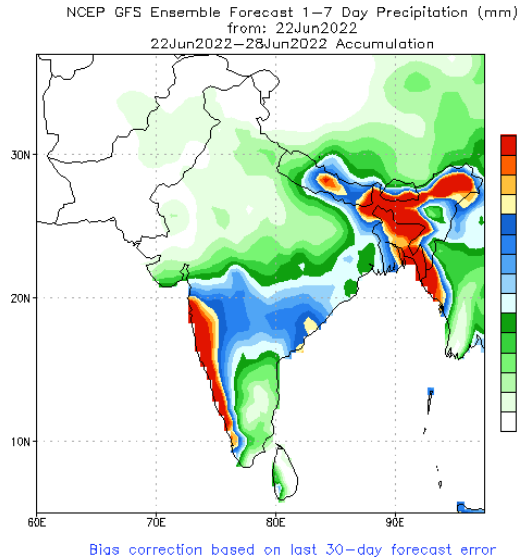 NCEP GFS Ensemble Forecast 1-7 Day Precipitation (mm)
from: 22Jun2022
22Jun2022-28Jun2022 Accumulation
30N
20N
10N
60E
70E
80E
90E
Bias correction based on last 30-day forecast error